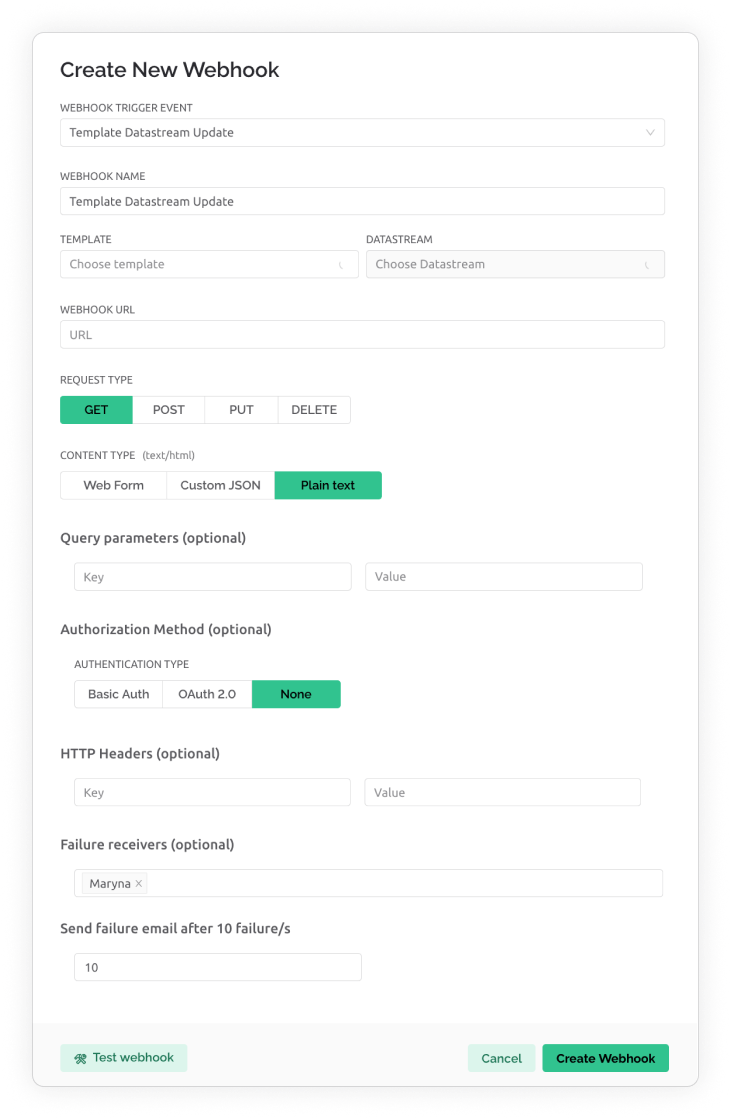 Create New Webhook
WEBHOOK TRIGGER EVENT
Template Datastream Update
WEBHOOK NAME
Template Datastream Update
TEMPLATE DATASTREAM
Choose template Choose Datastream
WEBHOOK URL
URL
REQUEST TYPE
GET POST PUT DELETE
CONTENT TYPE (text/html)
Web Form Custom JSON Plain text
Query parameters (optional)
Key Value
Authorization Method (optional)
AUTHENTICATION TYPE
Basic Auth OAuth 2.0 None
HTTP Headers (optional)
Key Value
Failure receivers (optional)
Maryna ×
Send failure email after 10 failure/s
10
Test webhook Cancel Create Webhook